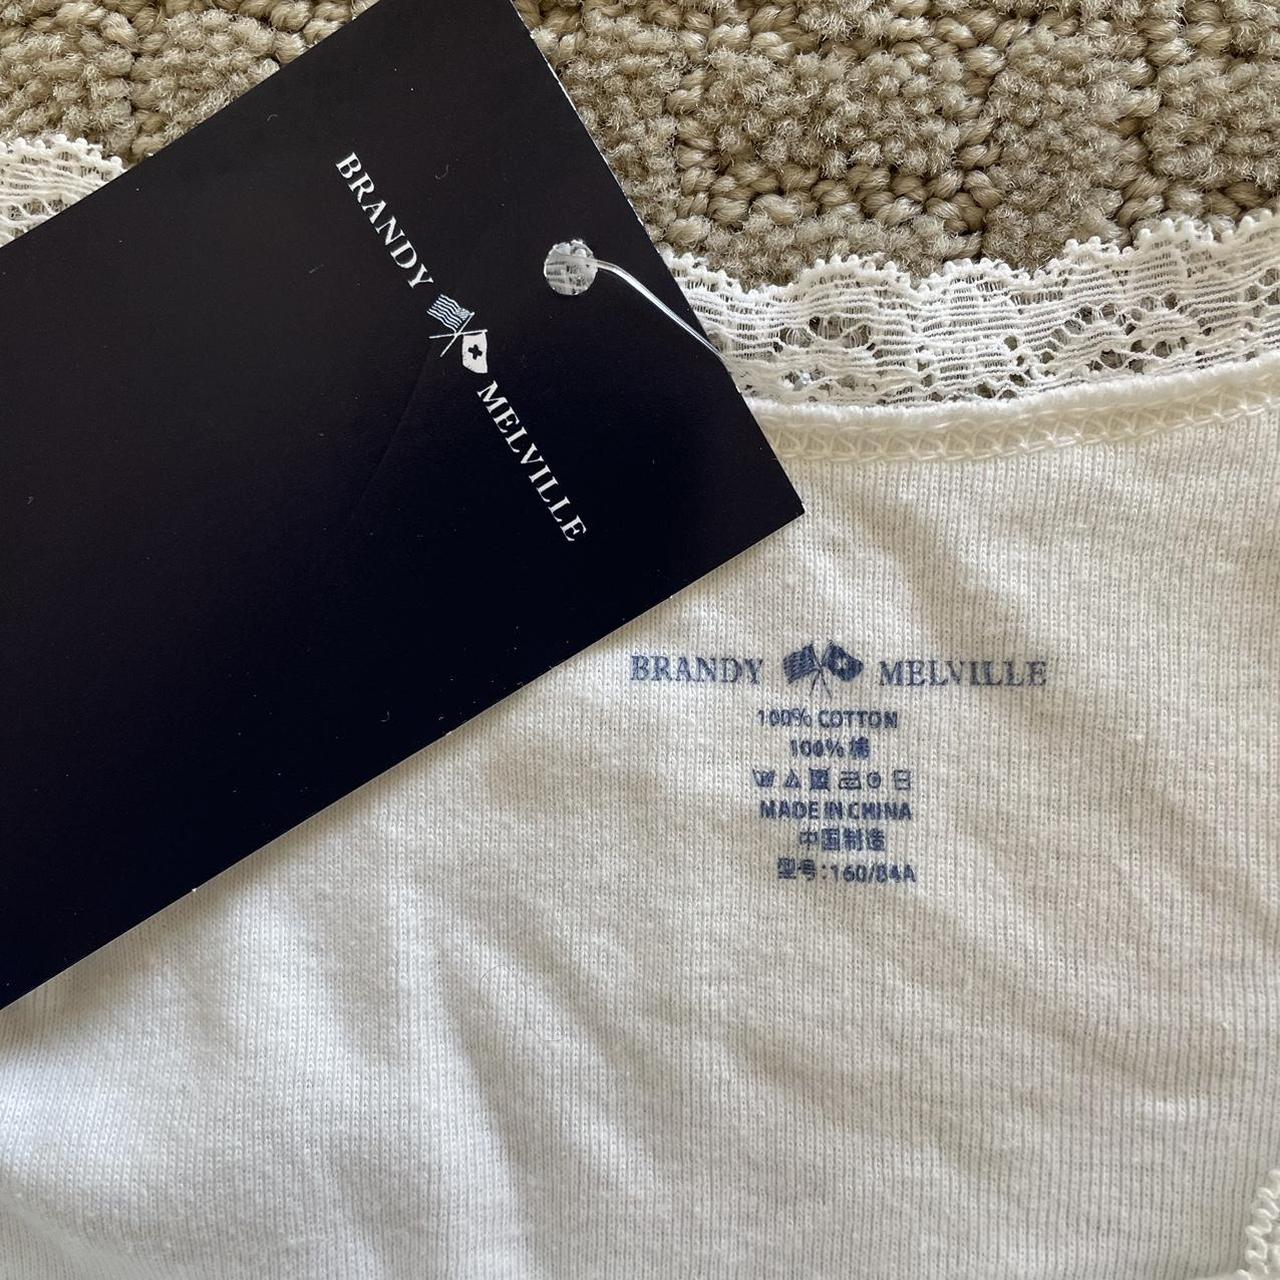 BRANDY MELVILLE
BRANDY MELVILLE
100% COTTON
100% 棉
MADE IN CHINA
中国制造
型号:160/84A